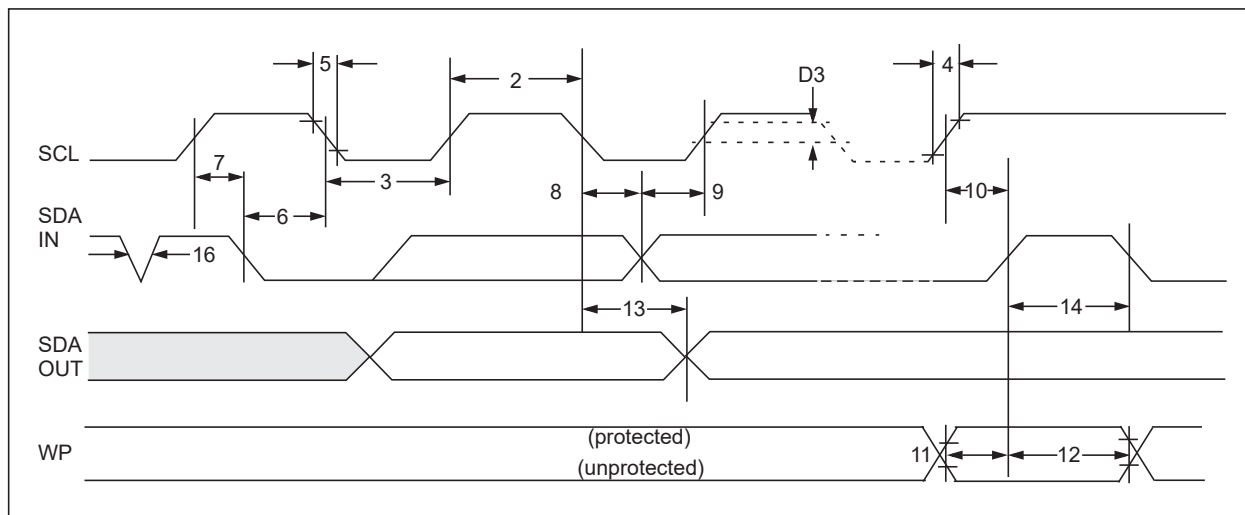 5
2
D3
4
SCL
7
3
8
9
10
SDA
IN
6
16
13
14
SDA
OUT
WP
(protected)
(unprotected)
11
12